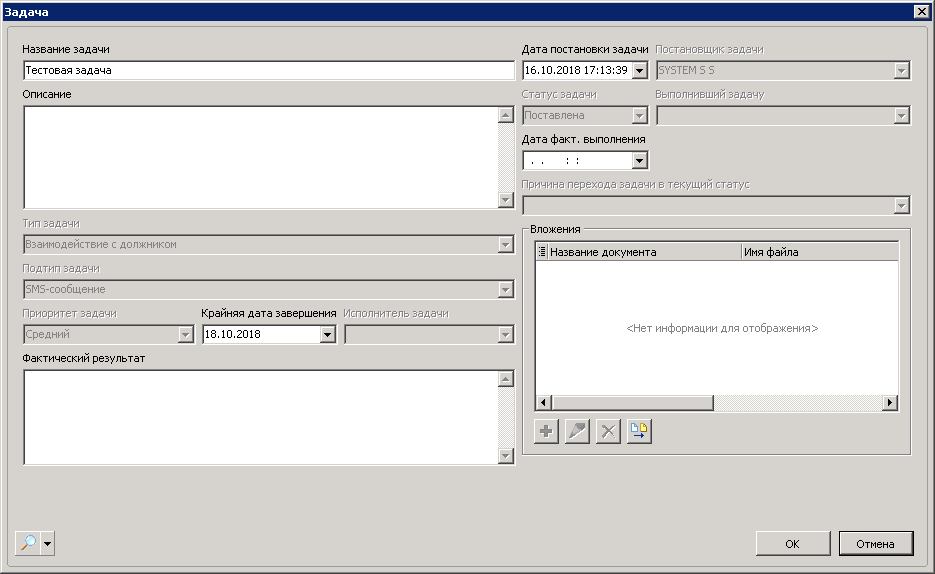 Задача
Название задачи
Тестовая задача
Описание
Тип задачи
Взаимодействие с должником
Подтип задачи
SMS-сообщение
Приоритет задачи
Средний
Крайняя дата завершения
18.10.2018
Исполнитель задачи
Фактический результат
Дата постановки задачи
16.10.2018 17:13:39
Постановщик задачи
SYSTEM S S
Статус задачи
Поставлена
Выполнивший задачу
Дата факт. выполнения
. . : :
Причина перехода задачи в текущий статус
Вложения
Название документа Имя файла
<Нет информации для отображения>
OK Отмена